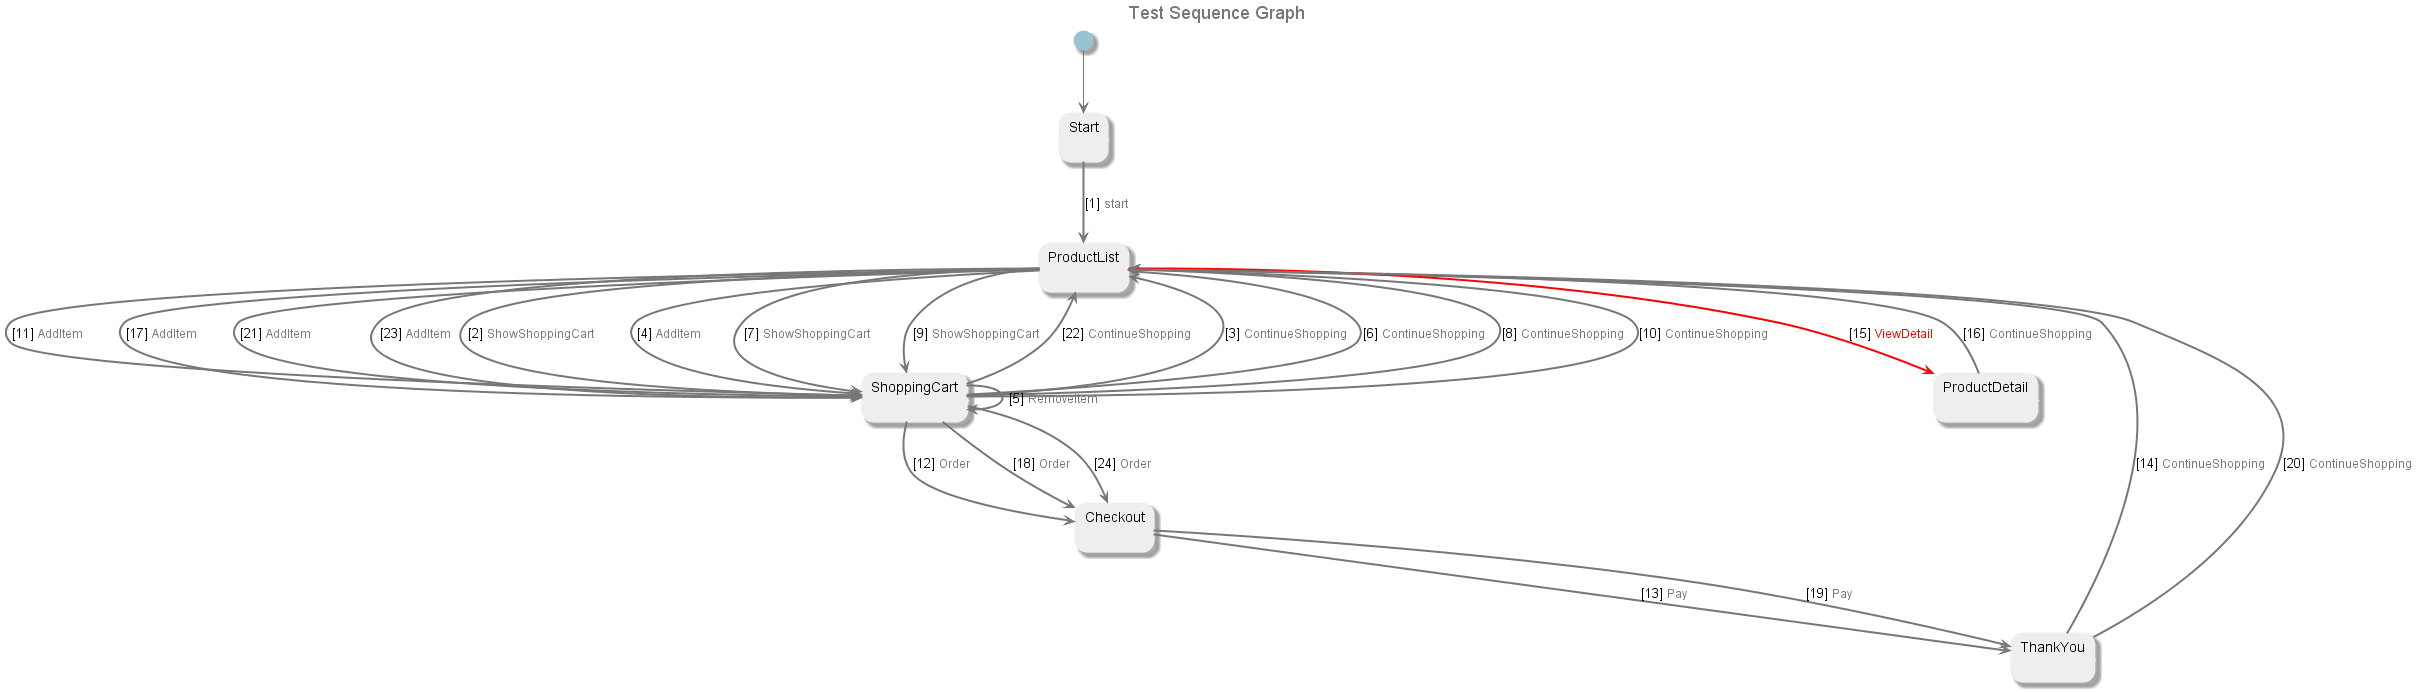 Test Sequence Graph
Start
[1] start
ProductList
[11] AddItem
[17] AddItem
[21] AddItem
[23] AddItem
[2] ShowShoppingCart
[4] AddItem
[7] ShowShoppingCart
[9] ShowShoppingCart
[22] ContinueShopping
[3] ContinueShopping
[6] ContinueShopping
[8] ContinueShopping
[10] ContinueShopping
[15] ViewDetail
[16] ContinueShopping
ShoppingCart
[5] RemoveItem
ProductDetail
[12] Order
[18] Order
[24] Order
[14] ContinueShopping
[20] ContinueShopping
Checkout
[13] Pay
[19] Pay
ThankYou